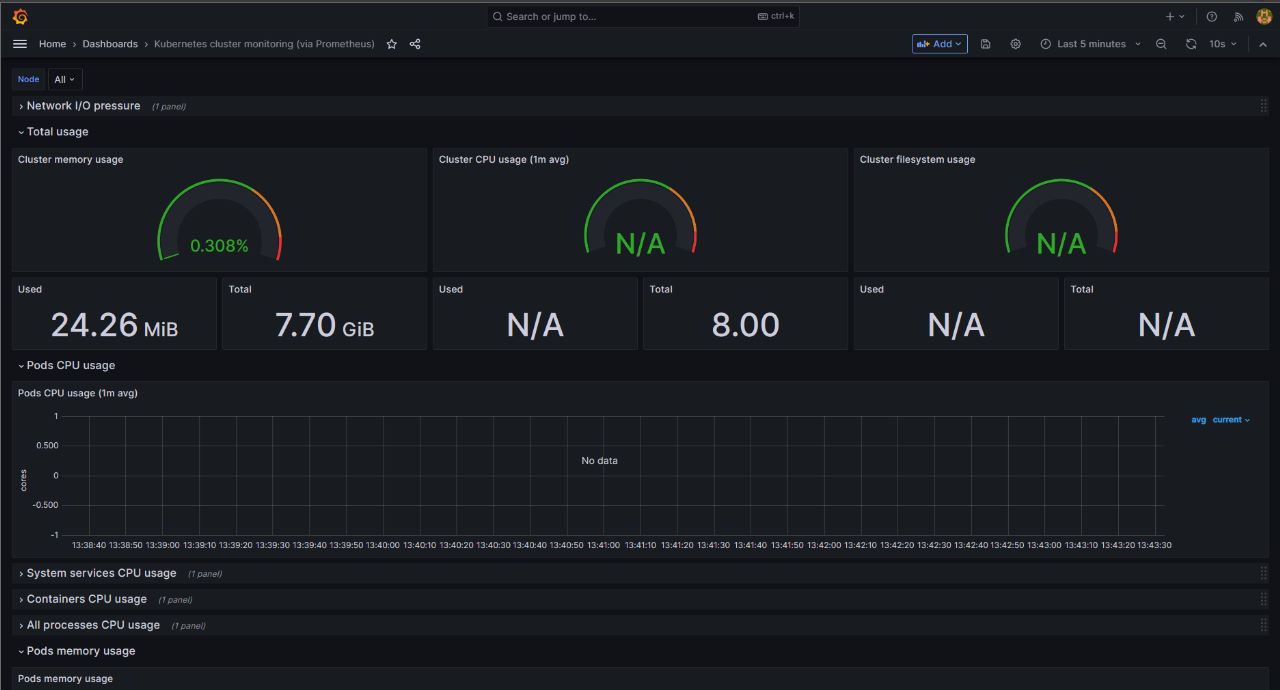 Search or jump to... ctrl+k
Home › Dashboards › Kubernetes cluster monitoring (via Prometheus) Add Last 5 minutes 10s
Node All
Network I/O pressure (1 panel)
Total usage
Cluster memory usage
0.308%
Cluster CPU usage (1m avg)
N/A
Cluster filesystem usage
N/A
Used
24.26 MiB
Total
7.70 GiB
Used
N/A
Total
8.00
Used
N/A
Total
N/A
Pods CPU usage
Pods CPU usage (1m avg)
cores
1
0.500
0
-0.500
-1
No data
avg current
13:38:40 13:38:50 13:39:00 13:39:10 13:39:20 13:39:30 13:39:40 13:39:50 13:40:00 13:40:10 13:40:20 13:40:30 13:40:40 13:40:50 13:41:00 13:41:10 13:41:20 13:41:30 13:41:40 13:41:50 13:42:00 13:42:10 13:42:20 13:42:30 13:42:40 13:42:50 13:43:00 13:43:10 13:43:20 13:43:30
System services CPU usage (1 panel)
Containers CPU usage (1 panel)
All processes CPU usage (1 panel)
Pods memory usage
Pods memory usage